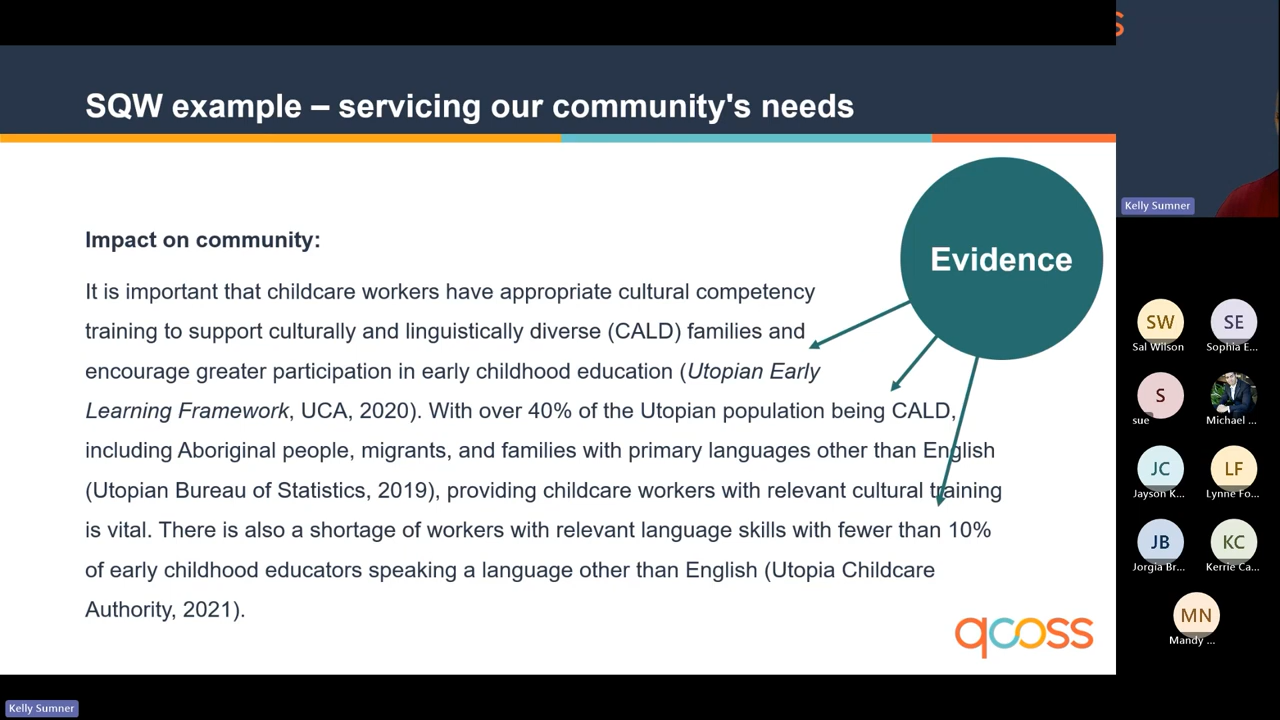 SQW example – servicing our community's needs
Impact on community:
It is important that childcare workers have appropriate cultural competency
training to support culturally and linguistically diverse (CALD) families and
encourage greater participation in early childhood education (Utopian Early
Learning Framework, UCA, 2020). With over 40% of the Utopian population being CALD,
including Aboriginal people, migrants, and families with primary languages other than English
(Utopian Bureau of Statistics, 2019), providing childcare workers with relevant cultural training
is vital. There is also a shortage of workers with relevant language skills with fewer than 10%
of early childhood educators speaking a language other than English (Utopia Childcare
Authority, 2021).
Evidence
qcoss
Kelly Sumner
s
Kelly Sumner
SW
Sal Wilson
SE
Sophia E...
S
sue
Michael ...
JC
Jayson K...
LF
Lynne Fo...
JB
Jorgia Br...
KC
Kerrie Ca...
MN
Mandy ...